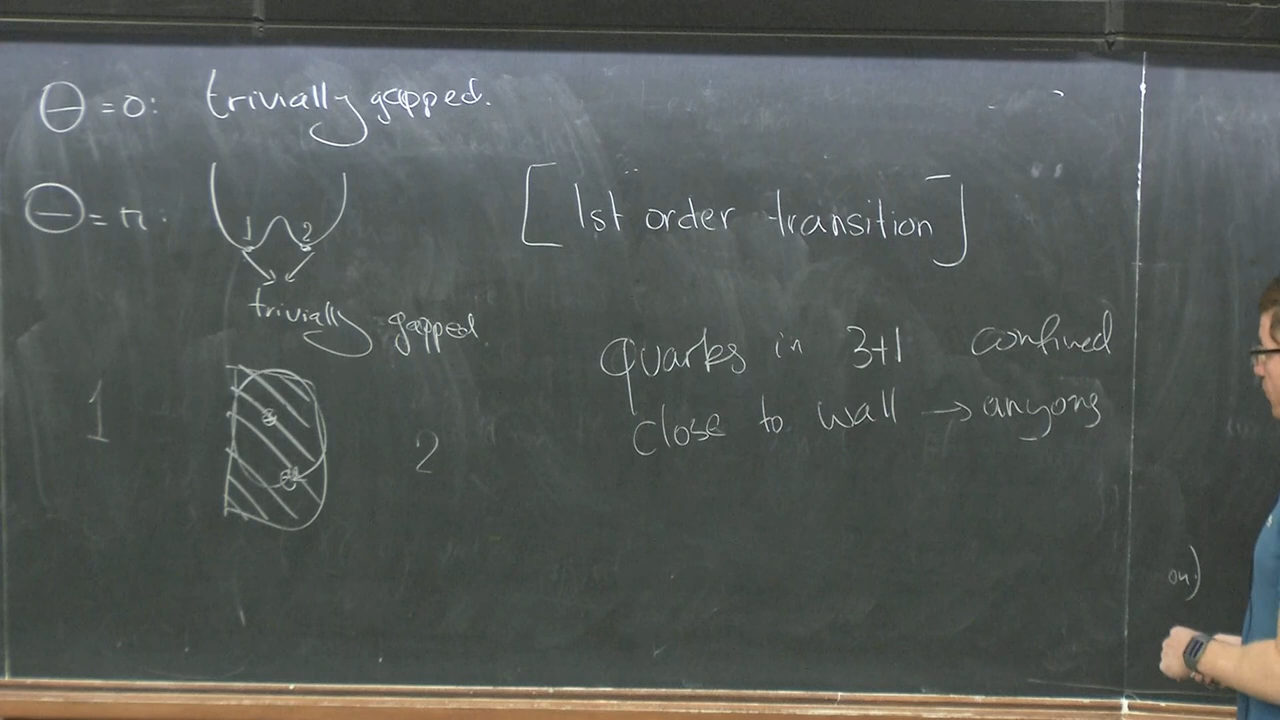 Θ = 0: trivially gapped.
Θ = π:
1 2
[1st order transition]
trivially gapped.
quarks in 3+1 confined
close to wall → anyons
1 2
on)